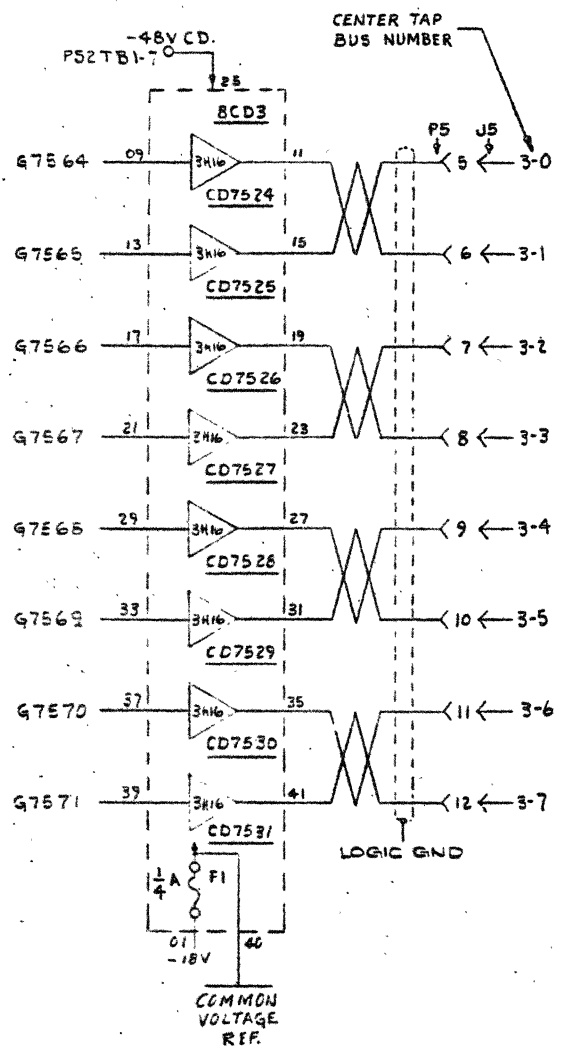 CENTER TAP
BUS NUMBER
-48V CD.
PS2TB1-7
25
8CD3
P5 J5
G7564 09 3H16 11 5 3-0
CD7524
G7565 13 3H16 15 6 3-1
CD7525
G7566 17 3H16 19 7 3-2
CD7526
G7567 21 2H16 23 8 3-3
CD7527
G7568 29 3H16 27 9 3-4
CD7528
G7569 33 3H16 31 10 3-5
CD7529
G7570 37 3H16 35 11 3-6
CD7530
G7571 39 3H16 41 12 3-7
CD7531
LOGIC GND
1/4 A F1
01 40
-18V
COMMON
VOLTAGE
REF.